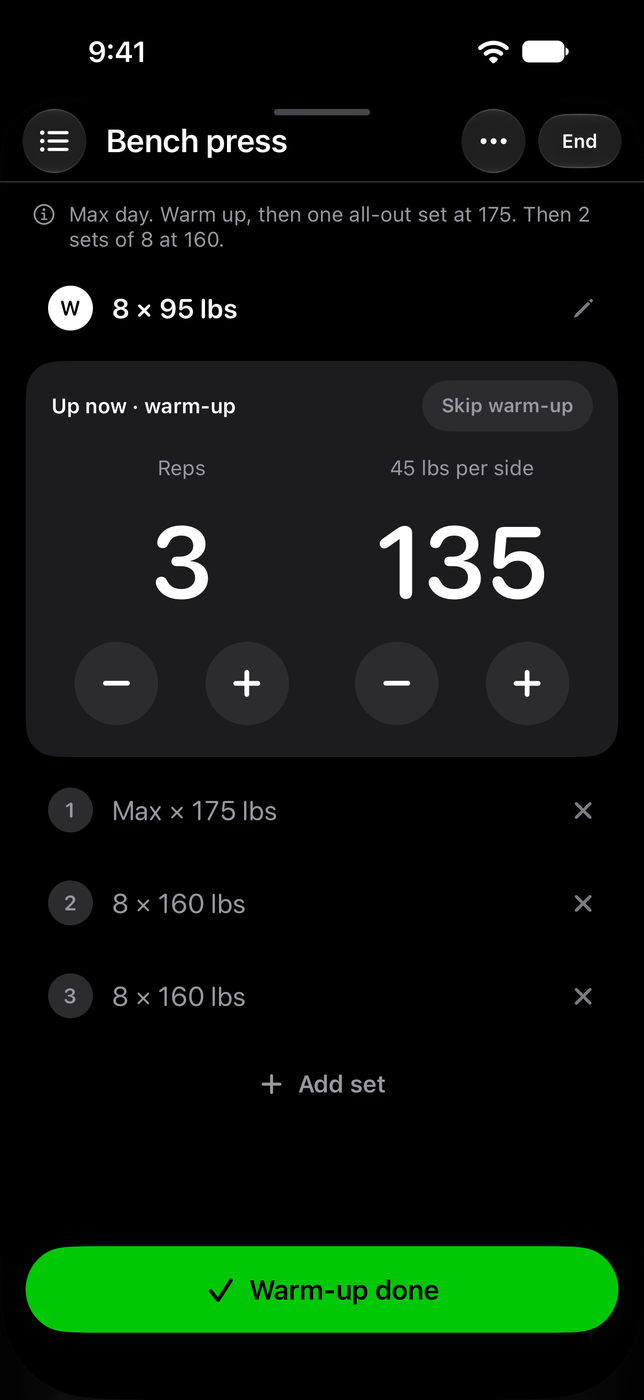 9:41
Bench press
End
Max day. Warm up, then one all-out set at 175. Then 2
sets of 8 at 160.
W 8 × 95 lbs
Up now · warm-up
Skip warm-up
Reps
45 lbs per side
3
135
1 Max × 175 lbs
2 8 × 160 lbs
3 8 × 160 lbs
+ Add set
✓ Warm-up done